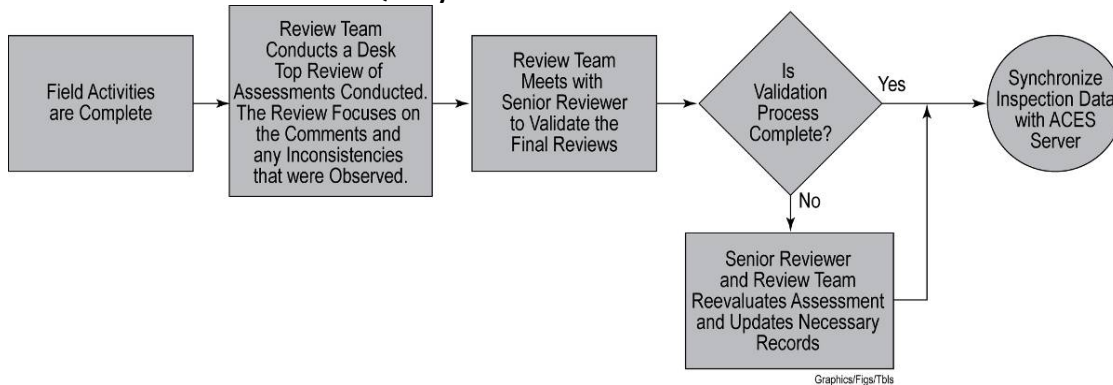 Field Activities
are Complete
Review Team
Conducts a Desk
Top Review of
Assessments Conducted.
The Review Focuses on
the Comments and
any Inconsistencies
that were Observed.
Review Team
Meets with
Senior Reviewer
to Validate the
Final Reviews
Is
Validation
Process
Complete?
Yes
No
Synchronize
Inspection Data
with ACES
Server
Senior Reviewer
and Review Team
Reevaluates Assessment
and Updates Necessary
Records
Graphics/Figs/Tbls